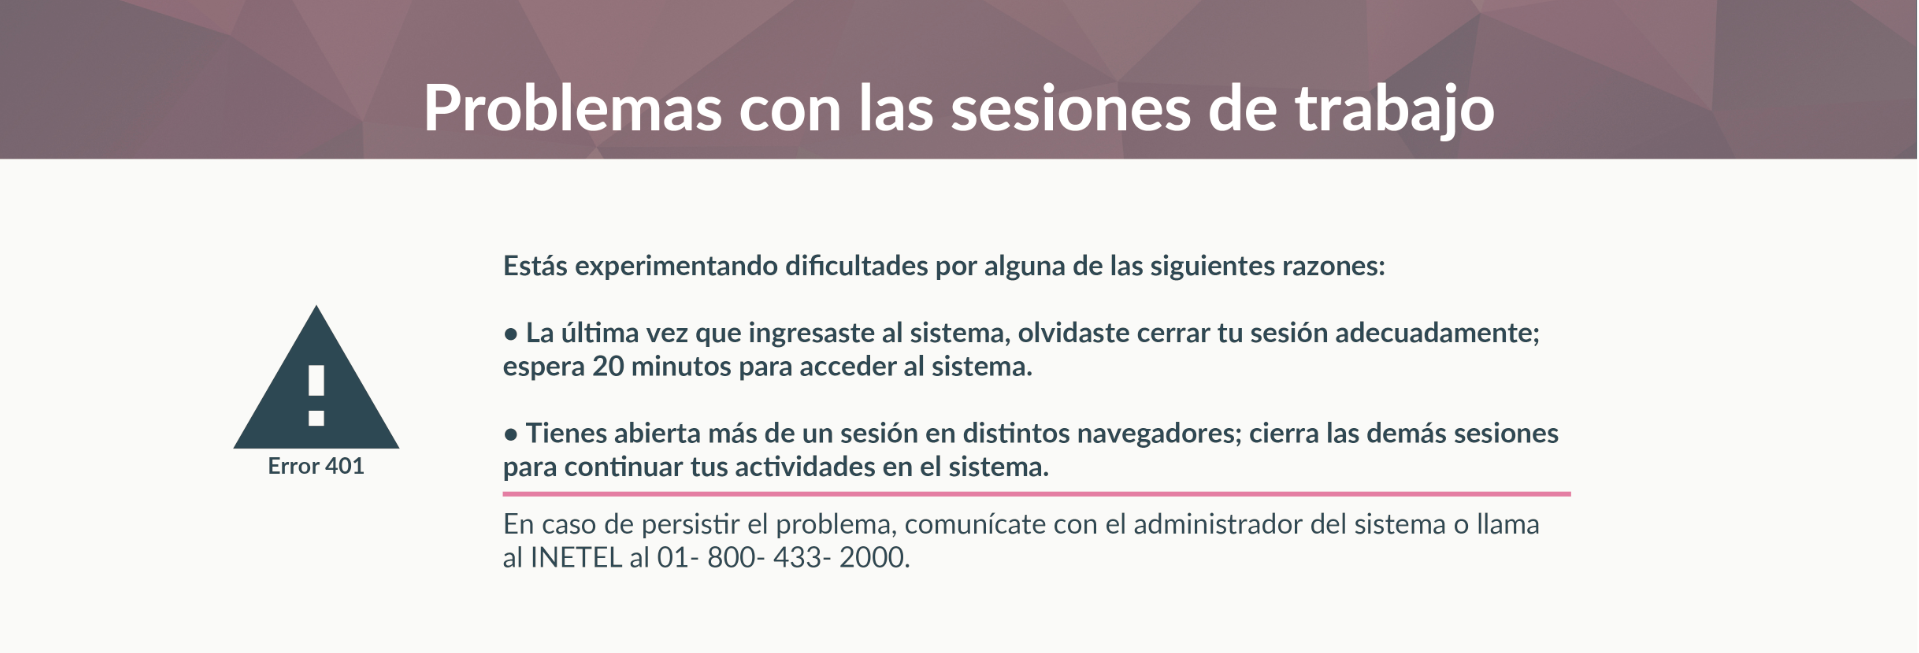 Problemas con las sesiones de trabajo
Estás experimentando dificultades por alguna de las siguientes razones:
● La última vez que ingresaste al sistema, olvidaste cerrar tu sesión adecuadamente;
espera 20 minutos para acceder al sistema.
● Tienes abierta más de un sesión en distintos navegadores; cierra las demás sesiones
para continuar tus actividades en el sistema.
Error 401
En caso de persistir el problema, comunícate con el administrador del sistema o llama
al INETEL al 01- 800- 433- 2000.